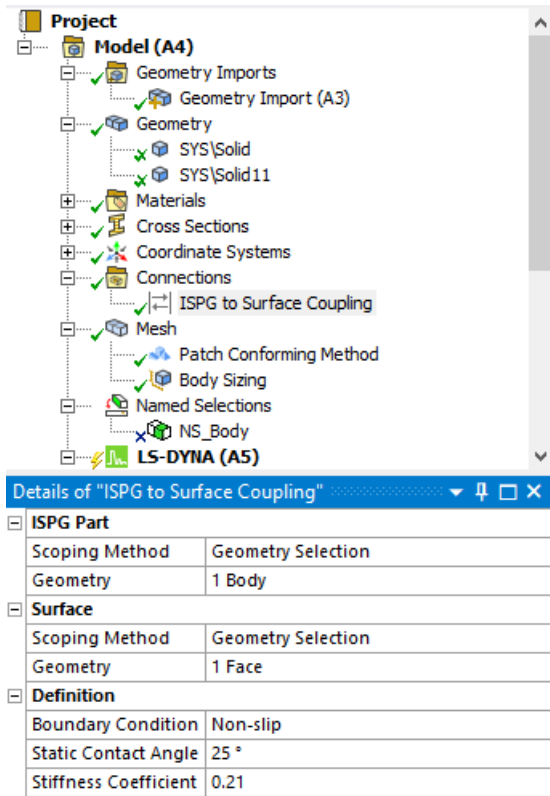 Project
Model (A4)
Geometry Imports
Geometry Import (A3)
Geometry
SYS\Solid
SYS\Solid11
Materials
Cross Sections
Coordinate Systems
Connections
ISPG to Surface Coupling
Mesh
Patch Conforming Method
Body Sizing
Named Selections
NS_Body
LS-DYNA (A5)
Details of "ISPG to Surface Coupling"
ISPG Part
Scoping Method Geometry Selection
Geometry 1 Body
Surface
Scoping Method Geometry Selection
Geometry 1 Face
Definition
Boundary Condition Non-slip
Static Contact Angle 25 °
Stiffness Coefficient 0.21